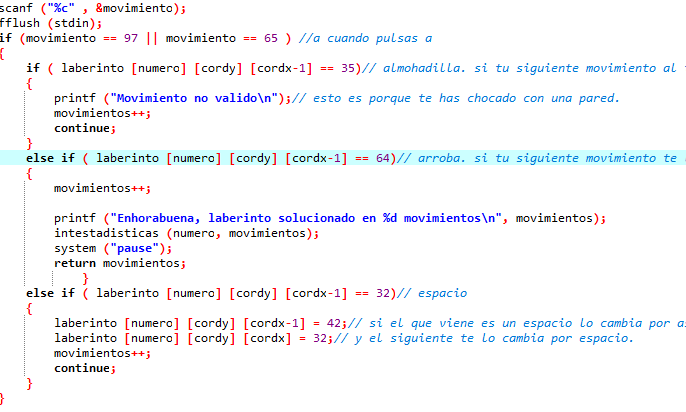 scanf ("%c" , &movimiento);
fflush (stdin);
if (movimiento == 97 || movimiento == 65 ) //a cuando pulsas a
{
if ( laberinto [numero] [cordy] [cordx-1] == 35)// almohadilla. si tu siguiente movimiento al
{
printf ("Movimiento no valido\n");// esto es porque te has chocado con una pared.
movimientos++;
continue;
}
else if ( laberinto [numero] [cordy] [cordx-1] == 64)// arroba. si tu siguiente movimiento te
{
movimientos++;
printf ("Enhorabuena, laberinto solucionado en %d movimientos\n", movimientos);
intestadisticas (numero, movimientos);
system ("pause");
return movimientos;
}
else if ( laberinto [numero] [cordy] [cordx-1] == 32)// espacio
{
laberinto [numero] [cordy] [cordx-1] = 42;// si el que viene es un espacio lo cambia por
laberinto [numero] [cordy] [cordx] = 32;// y el siguiente te lo cambia por espacio.
movimientos++;
continue;
}
}